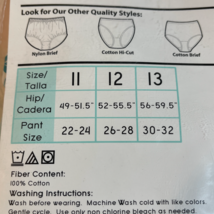 Look for Our Other Quality Styles:
Nylon Brief Cotton Hi-Cut Cotton Brief
Size/ Talla 11 12 13
Hip/ Cadera 49-51.5" 52-55.5" 56-59.5"
Pant Size 22-24 26-28 30-32
Fiber Content:
100% Cotton
Washing Instructions:
Wash before wearing. Machine Wash cold with like colors.
Gentle cycle. Use only non chlorine bleach as needed.